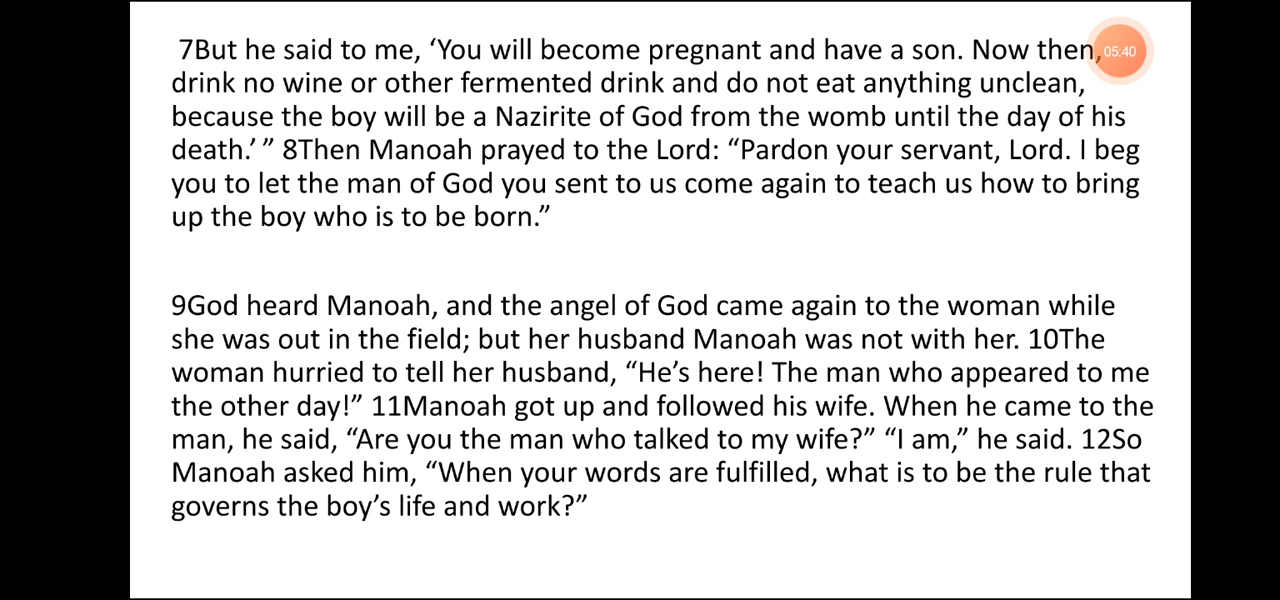 7But he said to me, ‘You will become pregnant and have a son. Now then,
05:40
drink no wine or other fermented drink and do not eat anything unclean,
because the boy will be a Nazirite of God from the womb until the day of his
death.’ ” 8Then Manoah prayed to the Lord: “Pardon your servant, Lord. I beg
you to let the man of God you sent to us come again to teach us how to bring
up the boy who is to be born.”
9God heard Manoah, and the angel of God came again to the woman while
she was out in the field; but her husband Manoah was not with her. 10The
woman hurried to tell her husband, “He’s here! The man who appeared to me
the other day!” 11Manoah got up and followed his wife. When he came to the
man, he said, “Are you the man who talked to my wife?” “I am,” he said. 12So
Manoah asked him, “When your words are fulfilled, what is to be the rule that
governs the boy’s life and work?”